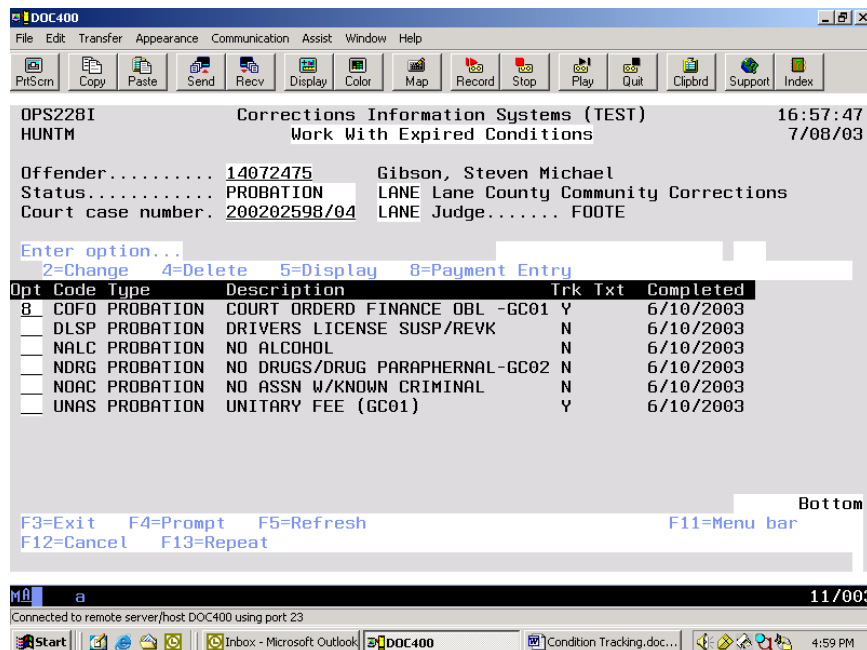 DOC400
File Edit Transfer Appearance Communication Assist Window Help
PrtScrn Copy Paste Send Recv Display Color Map Record Stop Play Quit Clipbrd Support Index
OPS228I Corrections Information Systems (TEST) 16:57:47
HUNTM Work With Expired Conditions 7/08/03
Offender.......... 14072475 Gibson, Steven Michael
Status............ PROBATION LANE Lane County Community Corrections
Court case number. 200202598/04 LANE Judge....... FOOTE
Enter option...
2=Change 4=Delete 5=Display 8=Payment Entry
Opt Code Type Description Trk Txt Completed
8 COFO PROBATION COURT ORDERD FINANCE OBL -GC01 Y 6/10/2003
DLSP PROBATION DRIVERS LICENSE SUSP/REVK N 6/10/2003
NALC PROBATION NO ALCOHOL N 6/10/2003
NDRG PROBATION NO DRUGS/DRUG PARAPHERNAL-GC02 N 6/10/2003
NOAC PROBATION NO ASSN W/KNOWN CRIMINAL N 6/10/2003
UNAS PROBATION UNITARY FEE (GC01) Y 6/10/2003
Bottom
F3=Exit F4=Prompt F5=Refresh F11=Menu bar
F12=Cancel F13=Repeat
MA a 11/003
Connected to remote server/host DOC400 using port 23
Start Inbox - Microsoft Outlook DOC400 Condition Tracking.doc... 4:59 PM